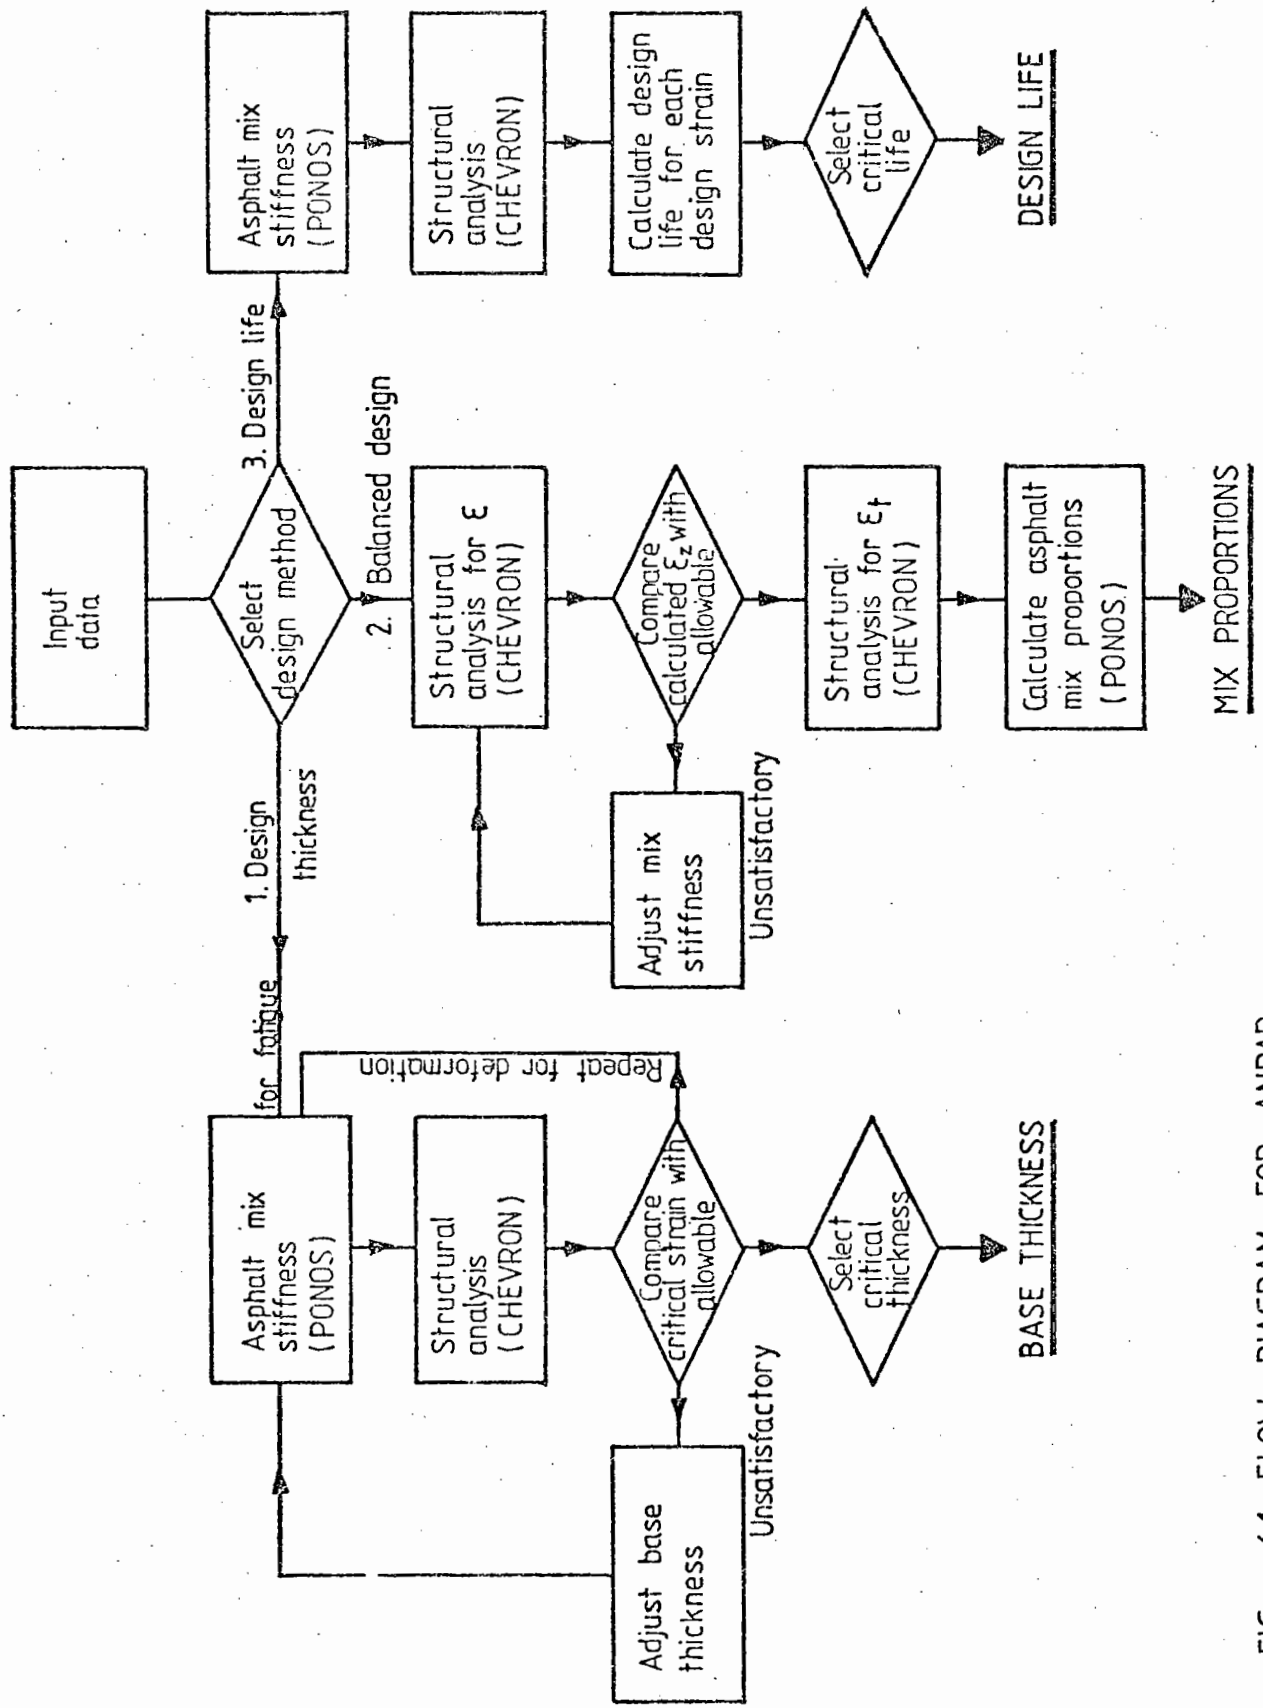 Input
data
Select
design method
1. Design
thickness
for fatigue
Asphalt mix
stiffness
(PONOS)
Structural
analysis
(CHEVRON)
Compare
critical strain with
allowable
Repeat for deformation
Unsatisfactory
Adjust base
thickness
Select
critical
thickness
BASE THICKNESS
2. Balanced design
Structural
analysis for ε
(CHEVRON)
Compare
calculated εz with
allowable
Unsatisfactory
Adjust mix
stiffness
Structural
analysis for εt
(CHEVRON)
Calculate asphalt
mix proportions
(PONOS)
MIX PROPORTIONS
3. Design life
Asphalt mix
stiffness
(PONOS)
Structural
analysis
(CHEVRON)
Calculate design
life for each
design strain
Select
critical
life
DESIGN LIFE